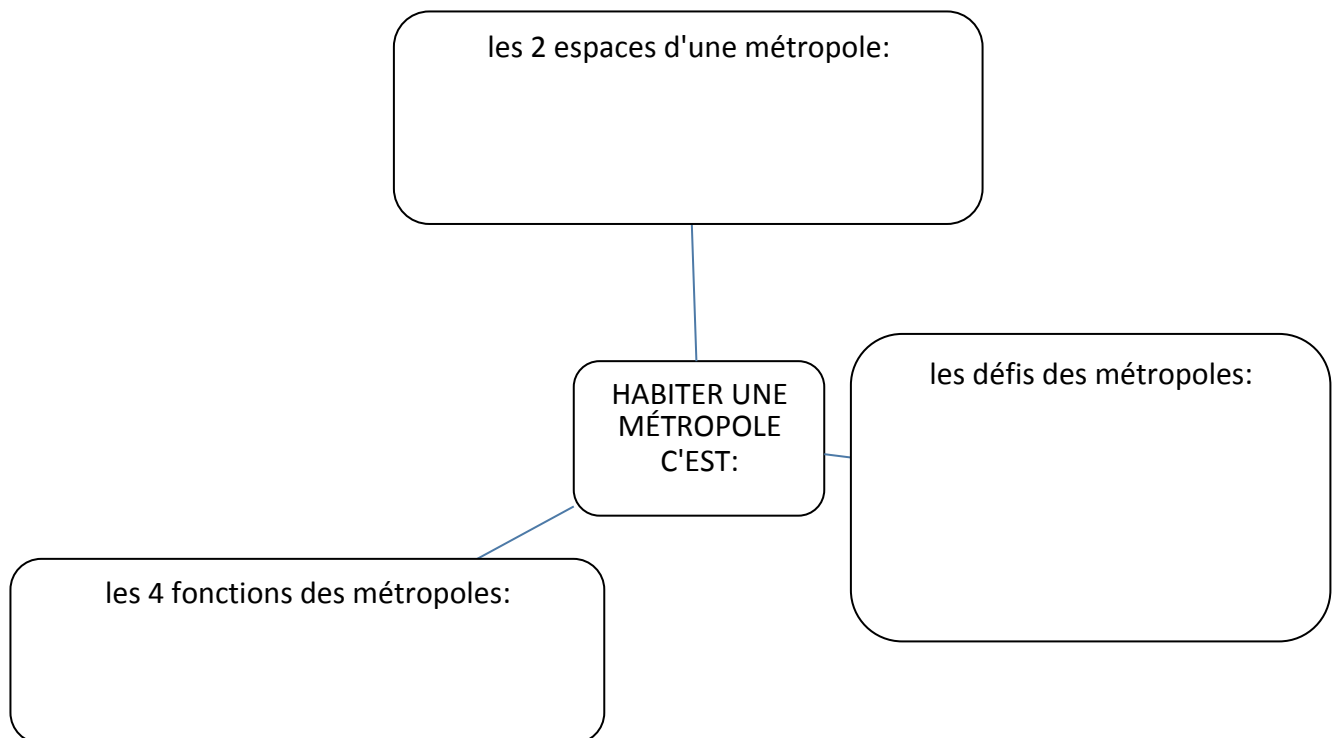 les 2 espaces d'une métropole:
HABITER UNE
MÉTROPOLE
C'EST:
les défis des métropoles:
les 4 fonctions des métropoles: